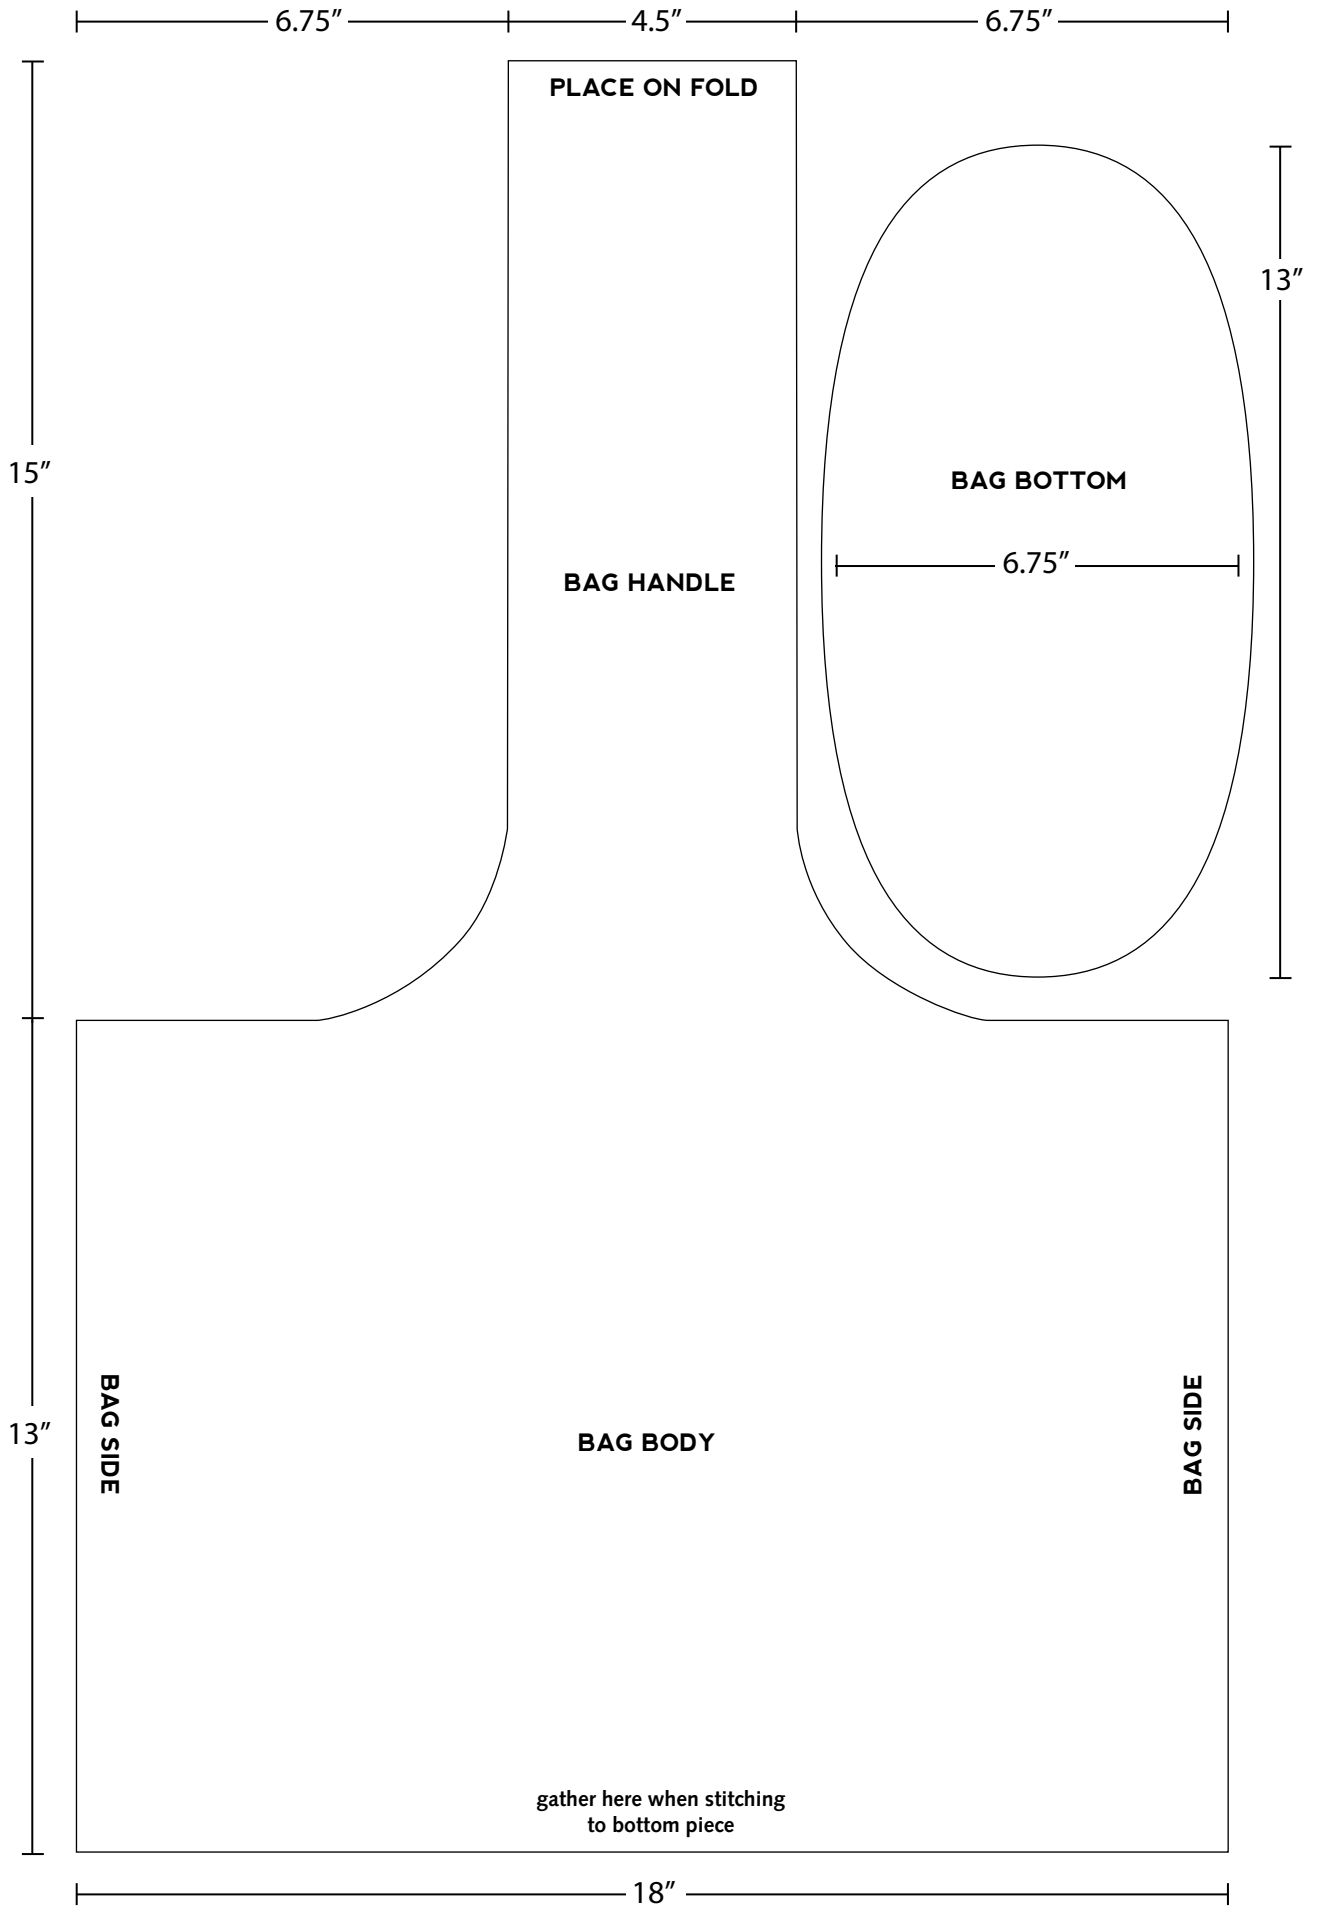 6.75″ 4.5″ 6.75″
PLACE ON FOLD
13″
15″
BAG BOTTOM
6.75″
BAG HANDLE
BAG SIDE
13″
BAG BODY
BAG SIDE
gather here when stitching
to bottom piece
18″